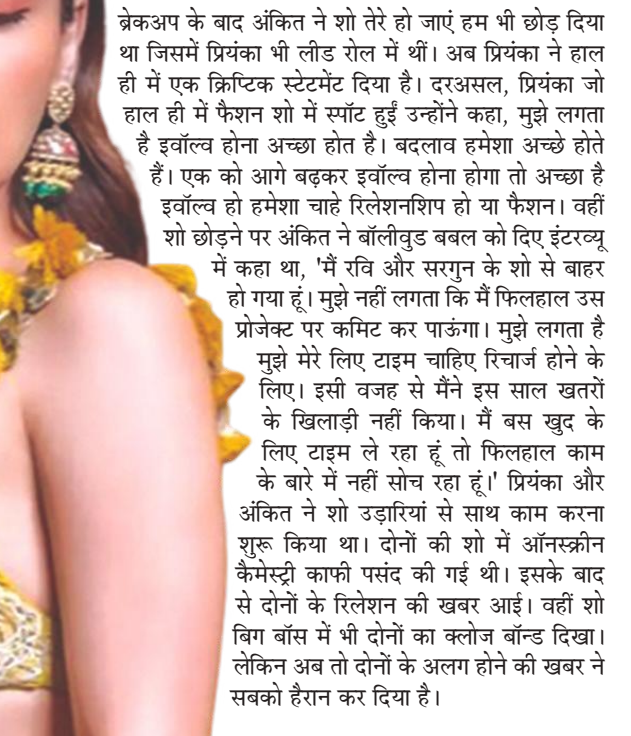 ब्रेकअप के बाद अंकित ने शो तेरे हो जाएं हम भी छोड़ दिया
था जिसमें प्रियंका भी लीड रोल में थीं। अब प्रियंका ने हाल
ही में एक क्रिप्टिक स्टेटमेंट दिया है। दरअसल, प्रियंका जो
हाल ही में फैशन शो में स्पॉट हुईं उन्होंने कहा, मुझे लगता
है इवॉल्व होना अच्छा होत है। बदलाव हमेशा अच्छे होते
हैं। एक को आगे बढ़कर इवॉल्व होना होगा तो अच्छा है
इवॉल्व हो हमेशा चाहे रिलेशनशिप हो या फैशन। वहीं
शो छोड़ने पर अंकित ने बॉलीवुड बबल को दिए इंटरव्यू
में कहा था, 'मैं रवि और सरगुन के शो से बाहर
हो गया हूं। मुझे नहीं लगता कि मैं फिलहाल उस
प्रोजेक्ट पर कमिट कर पाऊंगा। मुझे लगता है
मुझे मेरे लिए टाइम चाहिए रिचार्ज होने के
लिए। इसी वजह से मैंने इस साल खतरों
के खिलाड़ी नहीं किया। मैं बस खुद के
लिए टाइम ले रहा हूं तो फिलहाल काम
के बारे में नहीं सोच रहा हूं।' प्रियंका और
अंकित ने शो उड़ारियां से साथ काम करना
शुरू किया था। दोनों की शो में ऑनस्क्रीन
कैमेस्ट्री काफी पसंद की गई थी। इसके बाद
से दोनों के रिलेशन की खबर आई। वहीं शो
बिग बॉस में भी दोनों का क्लोज बॉन्ड दिखा।
लेकिन अब तो दोनों के अलग होने की खबर ने
सबको हैरान कर दिया है।